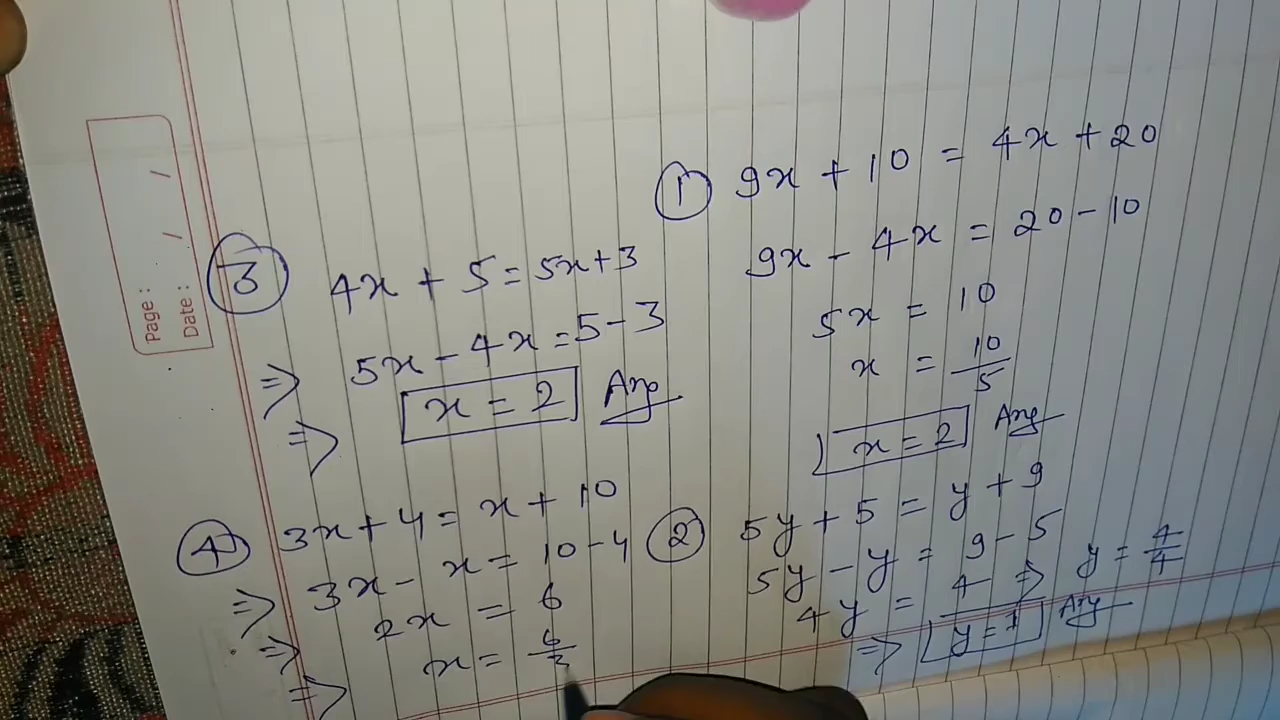 Page :
Date : / /
① 9x + 10 = 4x + 20
9x - 4x = 20 - 10
5x = 10
x = 10/5
x = 2 Ans
② 5y + 5 = y + 9
5y - y = 9 - 5
4y = 4 => y = 4/4
=> y = 1 Ans
③ 4x + 5 = 5x + 3
=> 5x - 4x = 5 - 3
=> x = 2 Ans
④ 3x + 4 = x + 10
=> 3x - x = 10 - 4
=> 2x = 6
=> x = 6/2